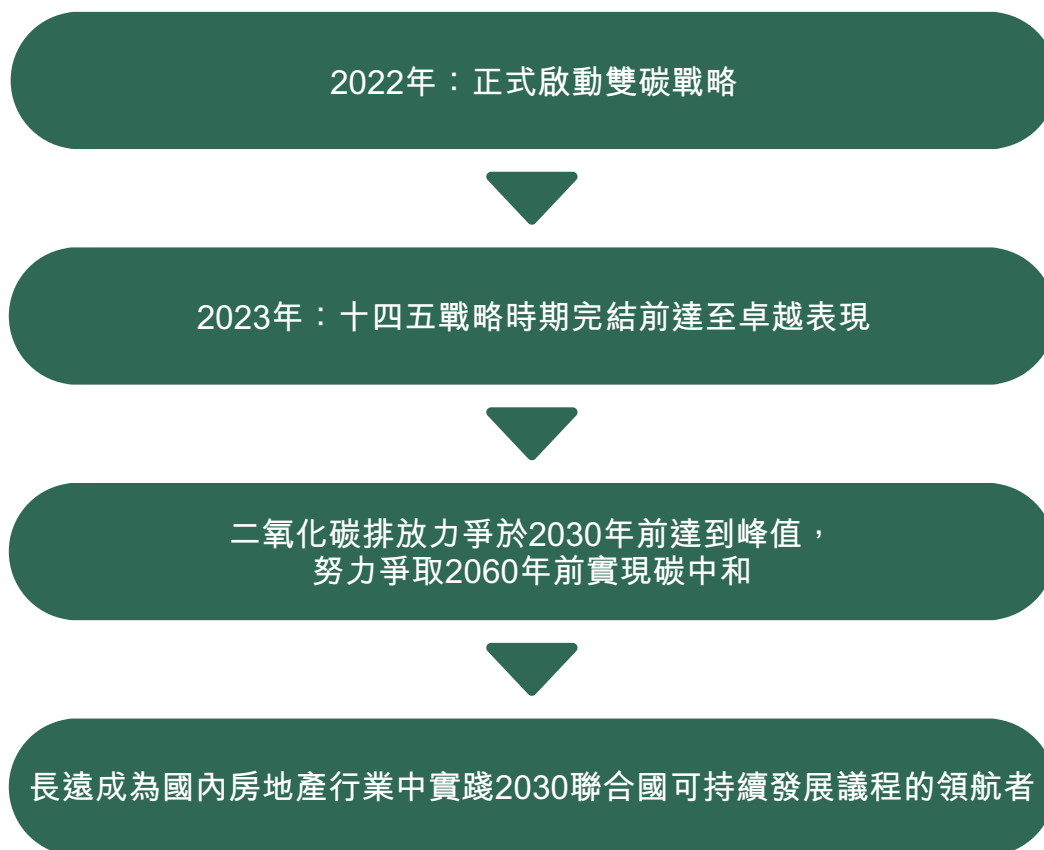 2022年：正式啟動雙碳戰略
2023年：十四五戰略時期完結前達至卓越表現
二氧化碳排放力爭於2030年前達到峰值，
努力爭取2060年前實現碳中和
長遠成為國內房地產行業中實踐2030聯合國可持續發展議程的領航者